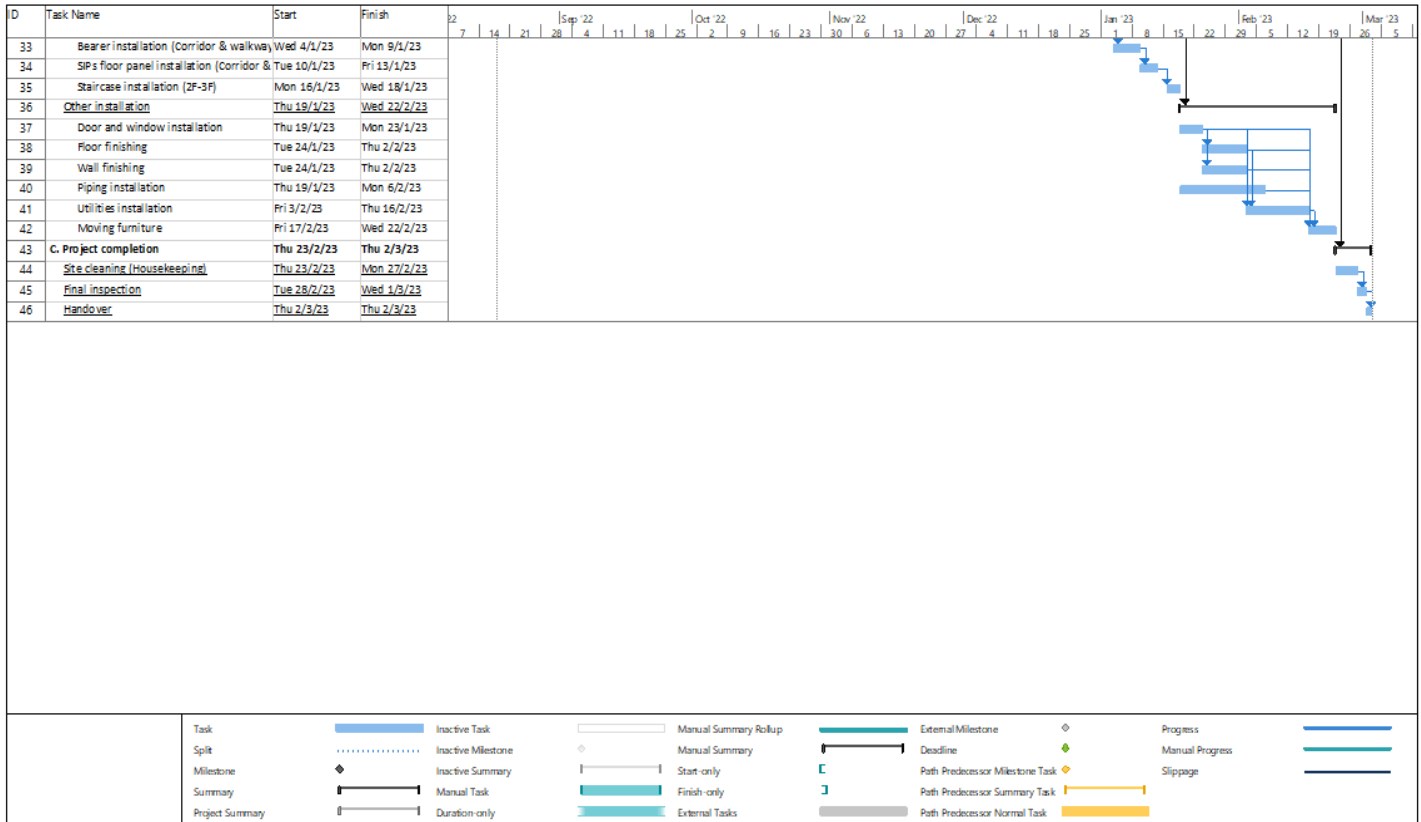 ID Task Name Start Finish 22 Sep '22 Oct '22 Nov '22 Dec '22 Jan '23 Feb '23 Mar '23
7 14 21 28 4 11 18 25 2 9 16 23 30 6 13 20 27 4 11 18 25 1 8 15 22 29 5 12 19 26 5
33 Bearer installation (Corridor & walkway Wed 4/1/23 Mon 9/1/23
34 SIPs floor panel installation (Corridor & Tue 10/1/23 Fri 13/1/23
35 Staircase installation (2F-3F) Mon 16/1/23 Wed 18/1/23
36 Other installation Thu 19/1/23 Wed 22/2/23
37 Door and window installation Thu 19/1/23 Mon 23/1/23
38 Floor finishing Tue 24/1/23 Thu 2/2/23
39 Wall finishing Tue 24/1/23 Thu 2/2/23
40 Piping installation Thu 19/1/23 Mon 6/2/23
41 Utilities installation Fri 3/2/23 Thu 16/2/23
42 Moving furniture Fri 17/2/23 Wed 22/2/23
43 C. Project completion Thu 23/2/23 Thu 2/3/23
44 Site cleaning (Housekeeping) Thu 23/2/23 Mon 27/2/23
45 Final inspection Tue 28/2/23 Wed 1/3/23
46 Handover Thu 2/3/23 Thu 2/3/23
Task Inactive Task Manual Summary Rollup External Milestone Progress
Split Inactive Milestone Manual Summary Deadline Manual Progress
Milestone Inactive Summary Start-only Path Predecessor Milestone Task Slippage
Summary Manual Task Finish-only Path Predecessor Summary Task
Project Summary Duration-only External Tasks Path Predecessor Normal Task